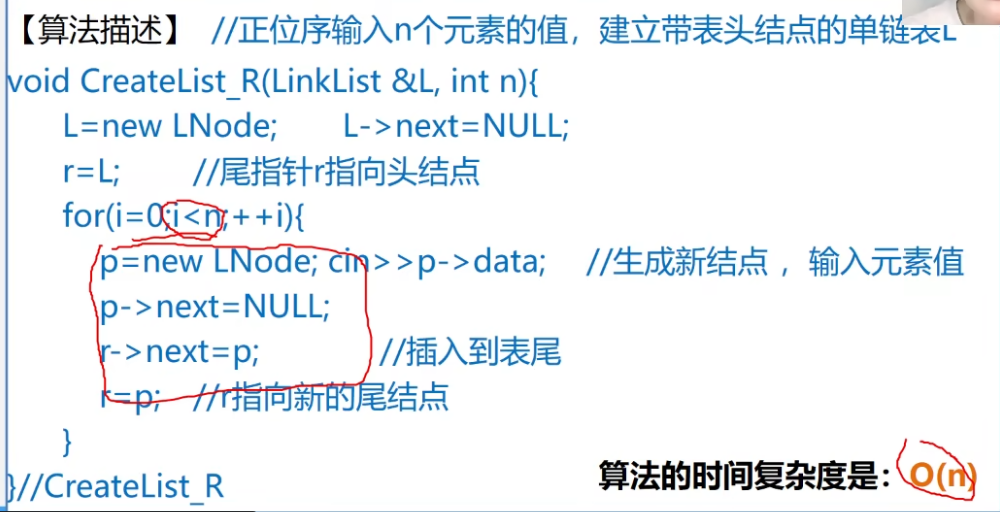 【算法描述】 //正位序输入n个元素的值，建立带表头结点的单链表L
void CreateList_R(LinkList &L, int n){
L=new LNode; L->next=NULL;
r=L; //尾指针r指向头结点
for(i=0;i<n;++i){
p=new LNode; cin>>p->data; //生成新结点 ，输入元素值
p->next=NULL;
r->next=p; //插入到表尾
r=p; //r指向新的尾结点
}
}//CreateList_R
算法的时间复杂度是：O(n)